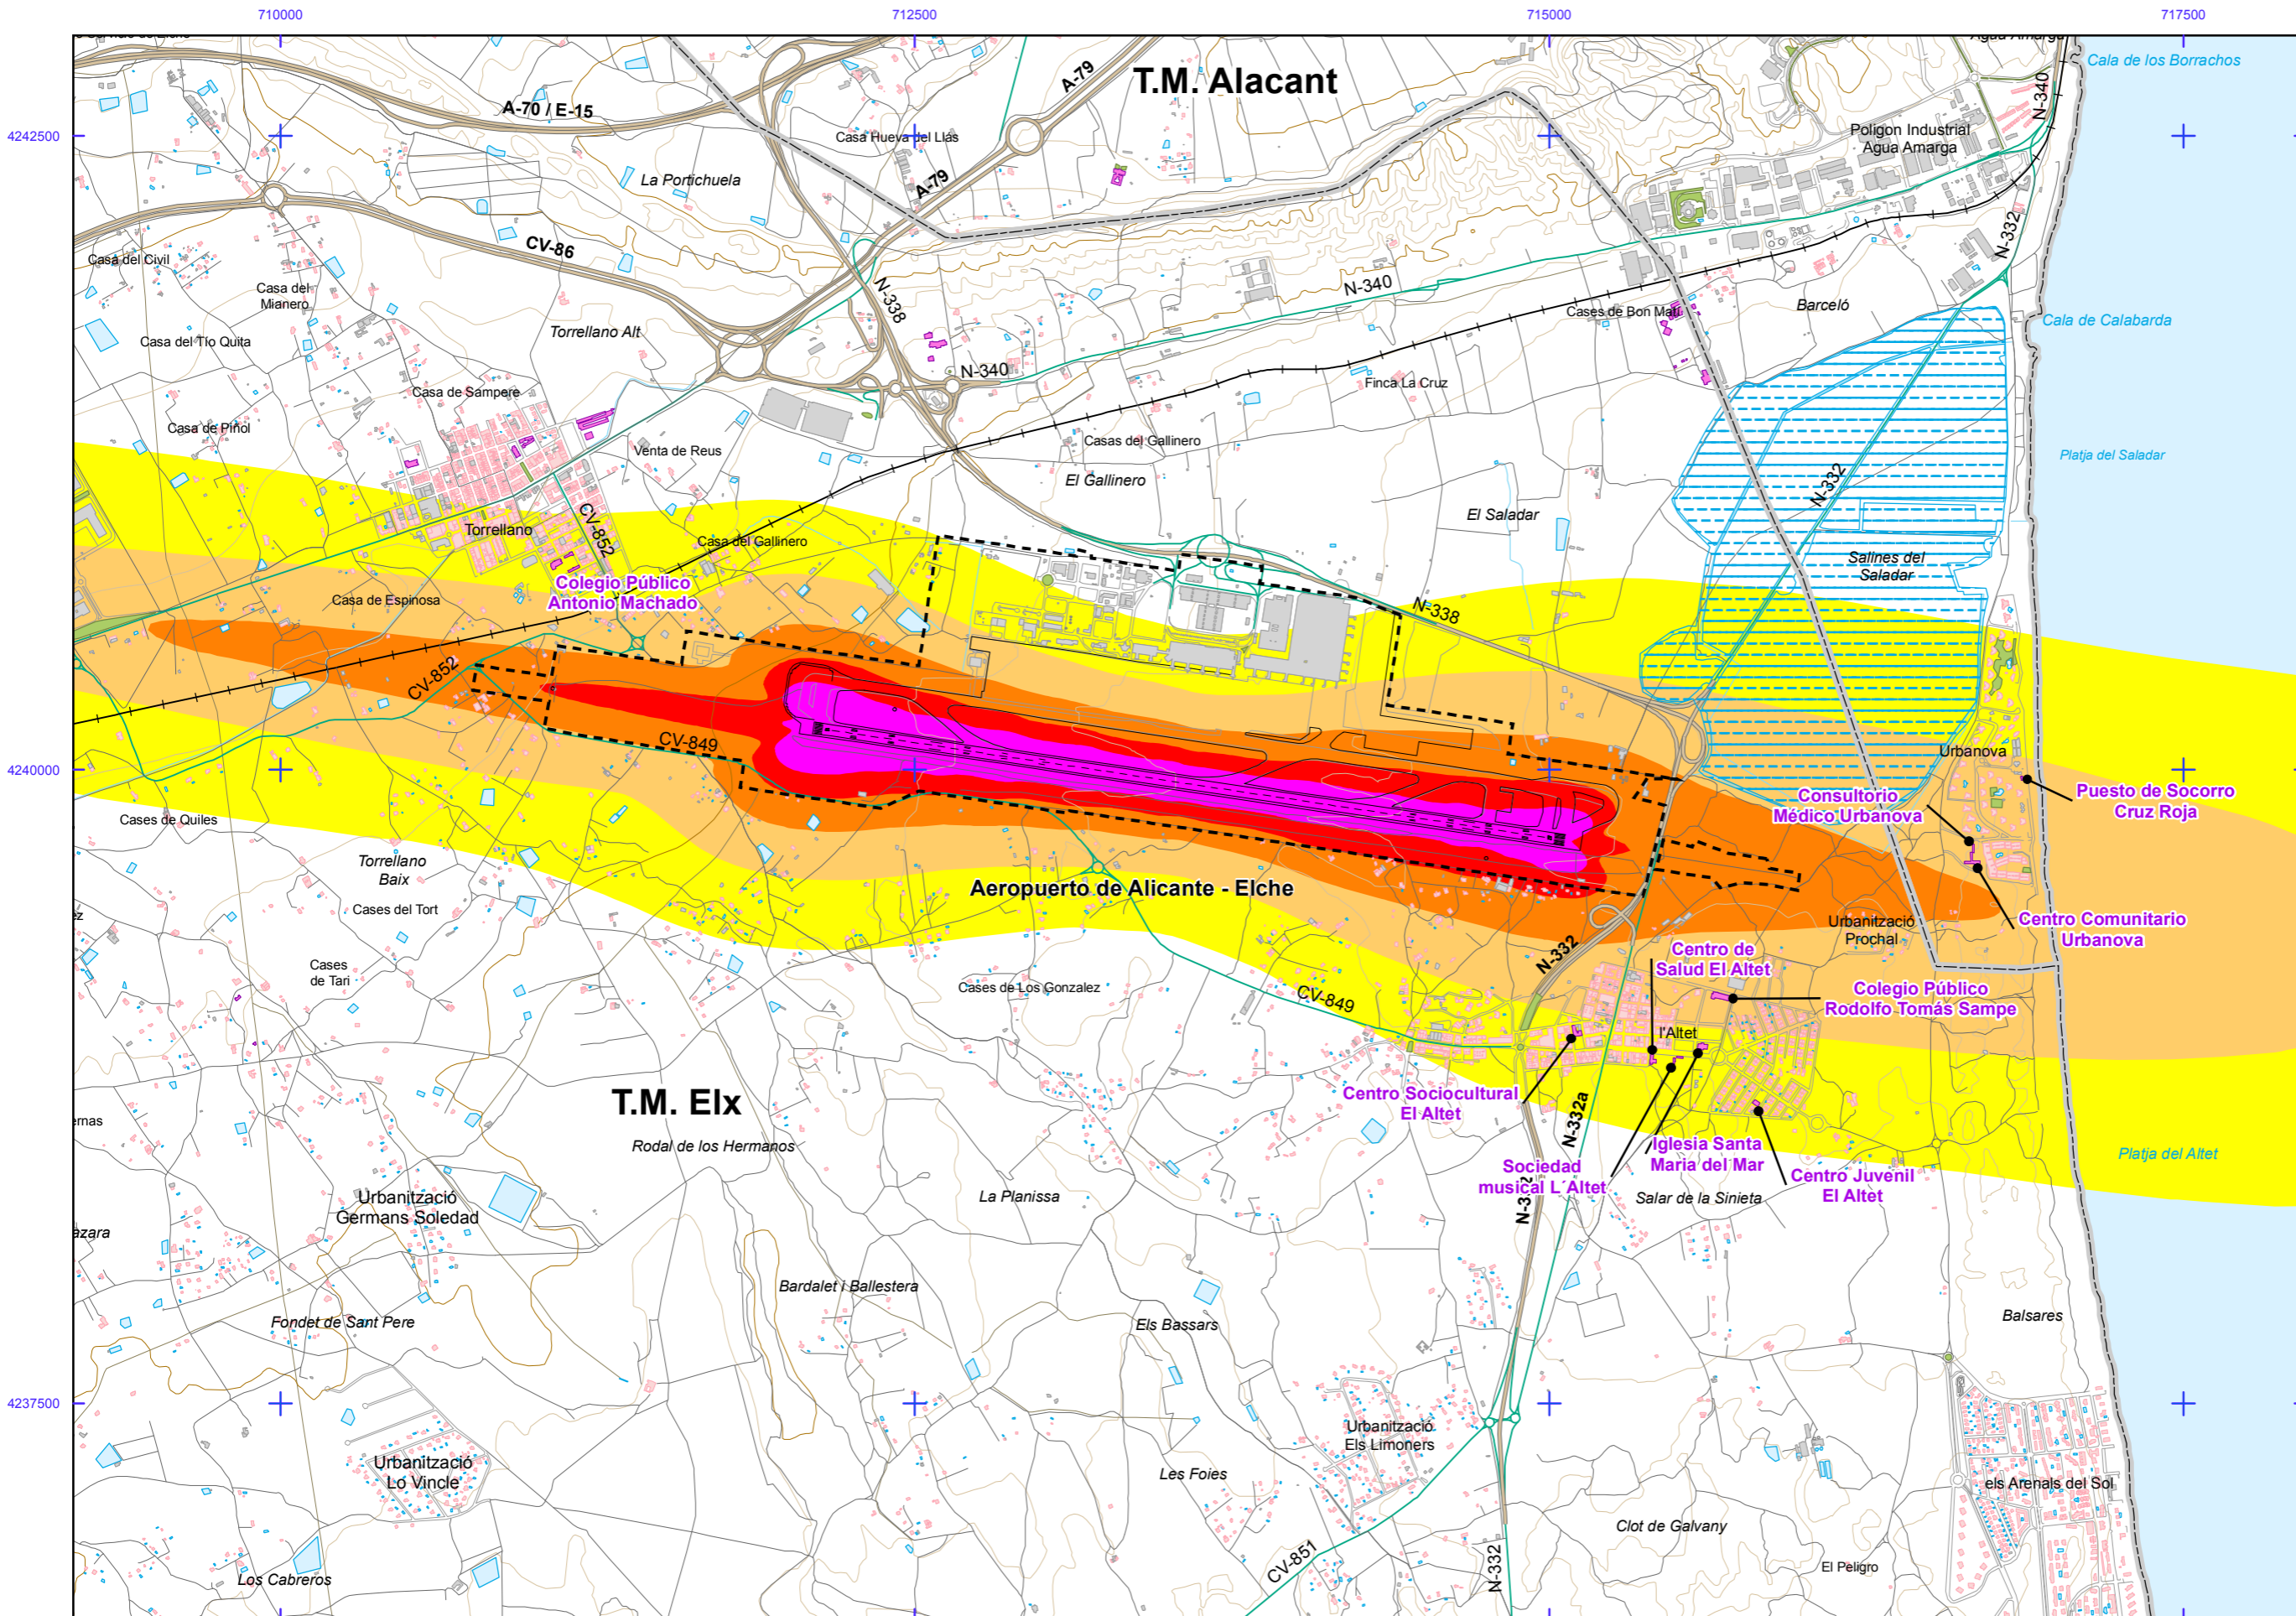 710000
712500
715000
717500
T.M. Alacant
Cala de los Borrachos
N-340
A-79
A-70 / E-15
4242500
Casa Hueva del Llás
Poligon Industrial
Agua Amarga
La Portichuela
A-79
CV-86
N-332
Casa del Civil
Casa del
Mianero
N-338
N-340
Barceló
Cases de Bon Matí
Cala de Calabarda
Torrellano Alt
Casa del Tío Quita
N-340
Finca La Cruz
Casa de Sampere
Casa de Piñol
Venta de Reus
Casas del Gallinero
Platja del Saladar
El Gallinero
N-332
El Saladar
Torrellano
CV-852
Casa del Gallinero
Salines del
Saladar
Colegio Público
Antonio Machado
Casa de Espinosa
N-338
CV-852
CV-849
Urbanova
4240000
Consultorio
Médico Urbanova
Puesto de Socorro
Cruz Roja
Cases de Quiles
Torrellano
Baix
Aeropuerto de Alicante - Elche
Cases del Tort
Urbanització
Prochal
Centro Comunitario
Urbanova
Centro de
Salud El Altet
N-332
Cases
de Tari
Cases de Los Gonzalez
CV-849
Colegio Público
Rodolfo Tomás Sampe
l'Altet
T.M. Elx
Centro Sociocultural
El Altet
N-332a
Rodal de los Hermanos
Iglesia Santa
Maria del Mar
Platja del Altet
Sociedad
musical L´Altet
Centro Juvenil
El Altet
Urbanització
Germans Soledad
La Planissa
Salar de la Sinieta
Bardalet i Ballestera
Fondet de Sant Pere
Els Bassars
Balsares
4237500
Urbanització
Els Limoners
Urbanització
Lo Vincle
Les Foies
els Arenals del Sol
Clot de Galvany
CV-851
N-332
El Peligro
Los Cabreros